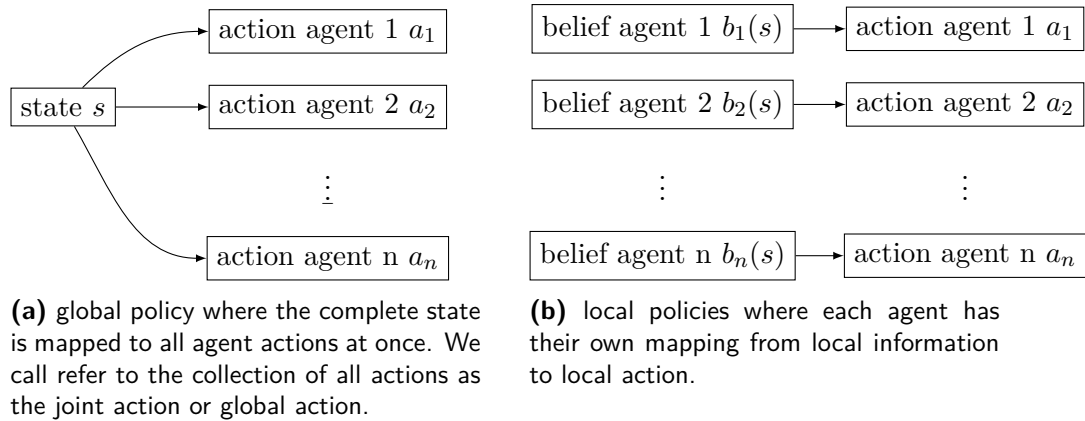 action agent 1 a₁
state s
action agent 2 a₂
⋮
action agent n aₙ
(a) global policy where the complete state
is mapped to all agent actions at once. We
call refer to the collection of all actions as
the joint action or global action.
belief agent 1 b₁(s)
action agent 1 a₁
belief agent 2 b₂(s)
action agent 2 a₂
⋮
⋮
belief agent n bₙ(s)
action agent n aₙ
(b) local policies where each agent has
their own mapping from local information
to local action.